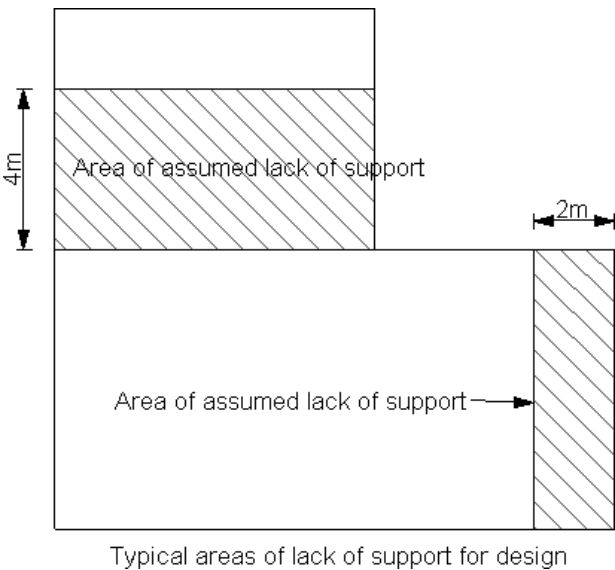 Area of assumed lack of support
4m
2m
Area of assumed lack of support
Typical areas of lack of support for design